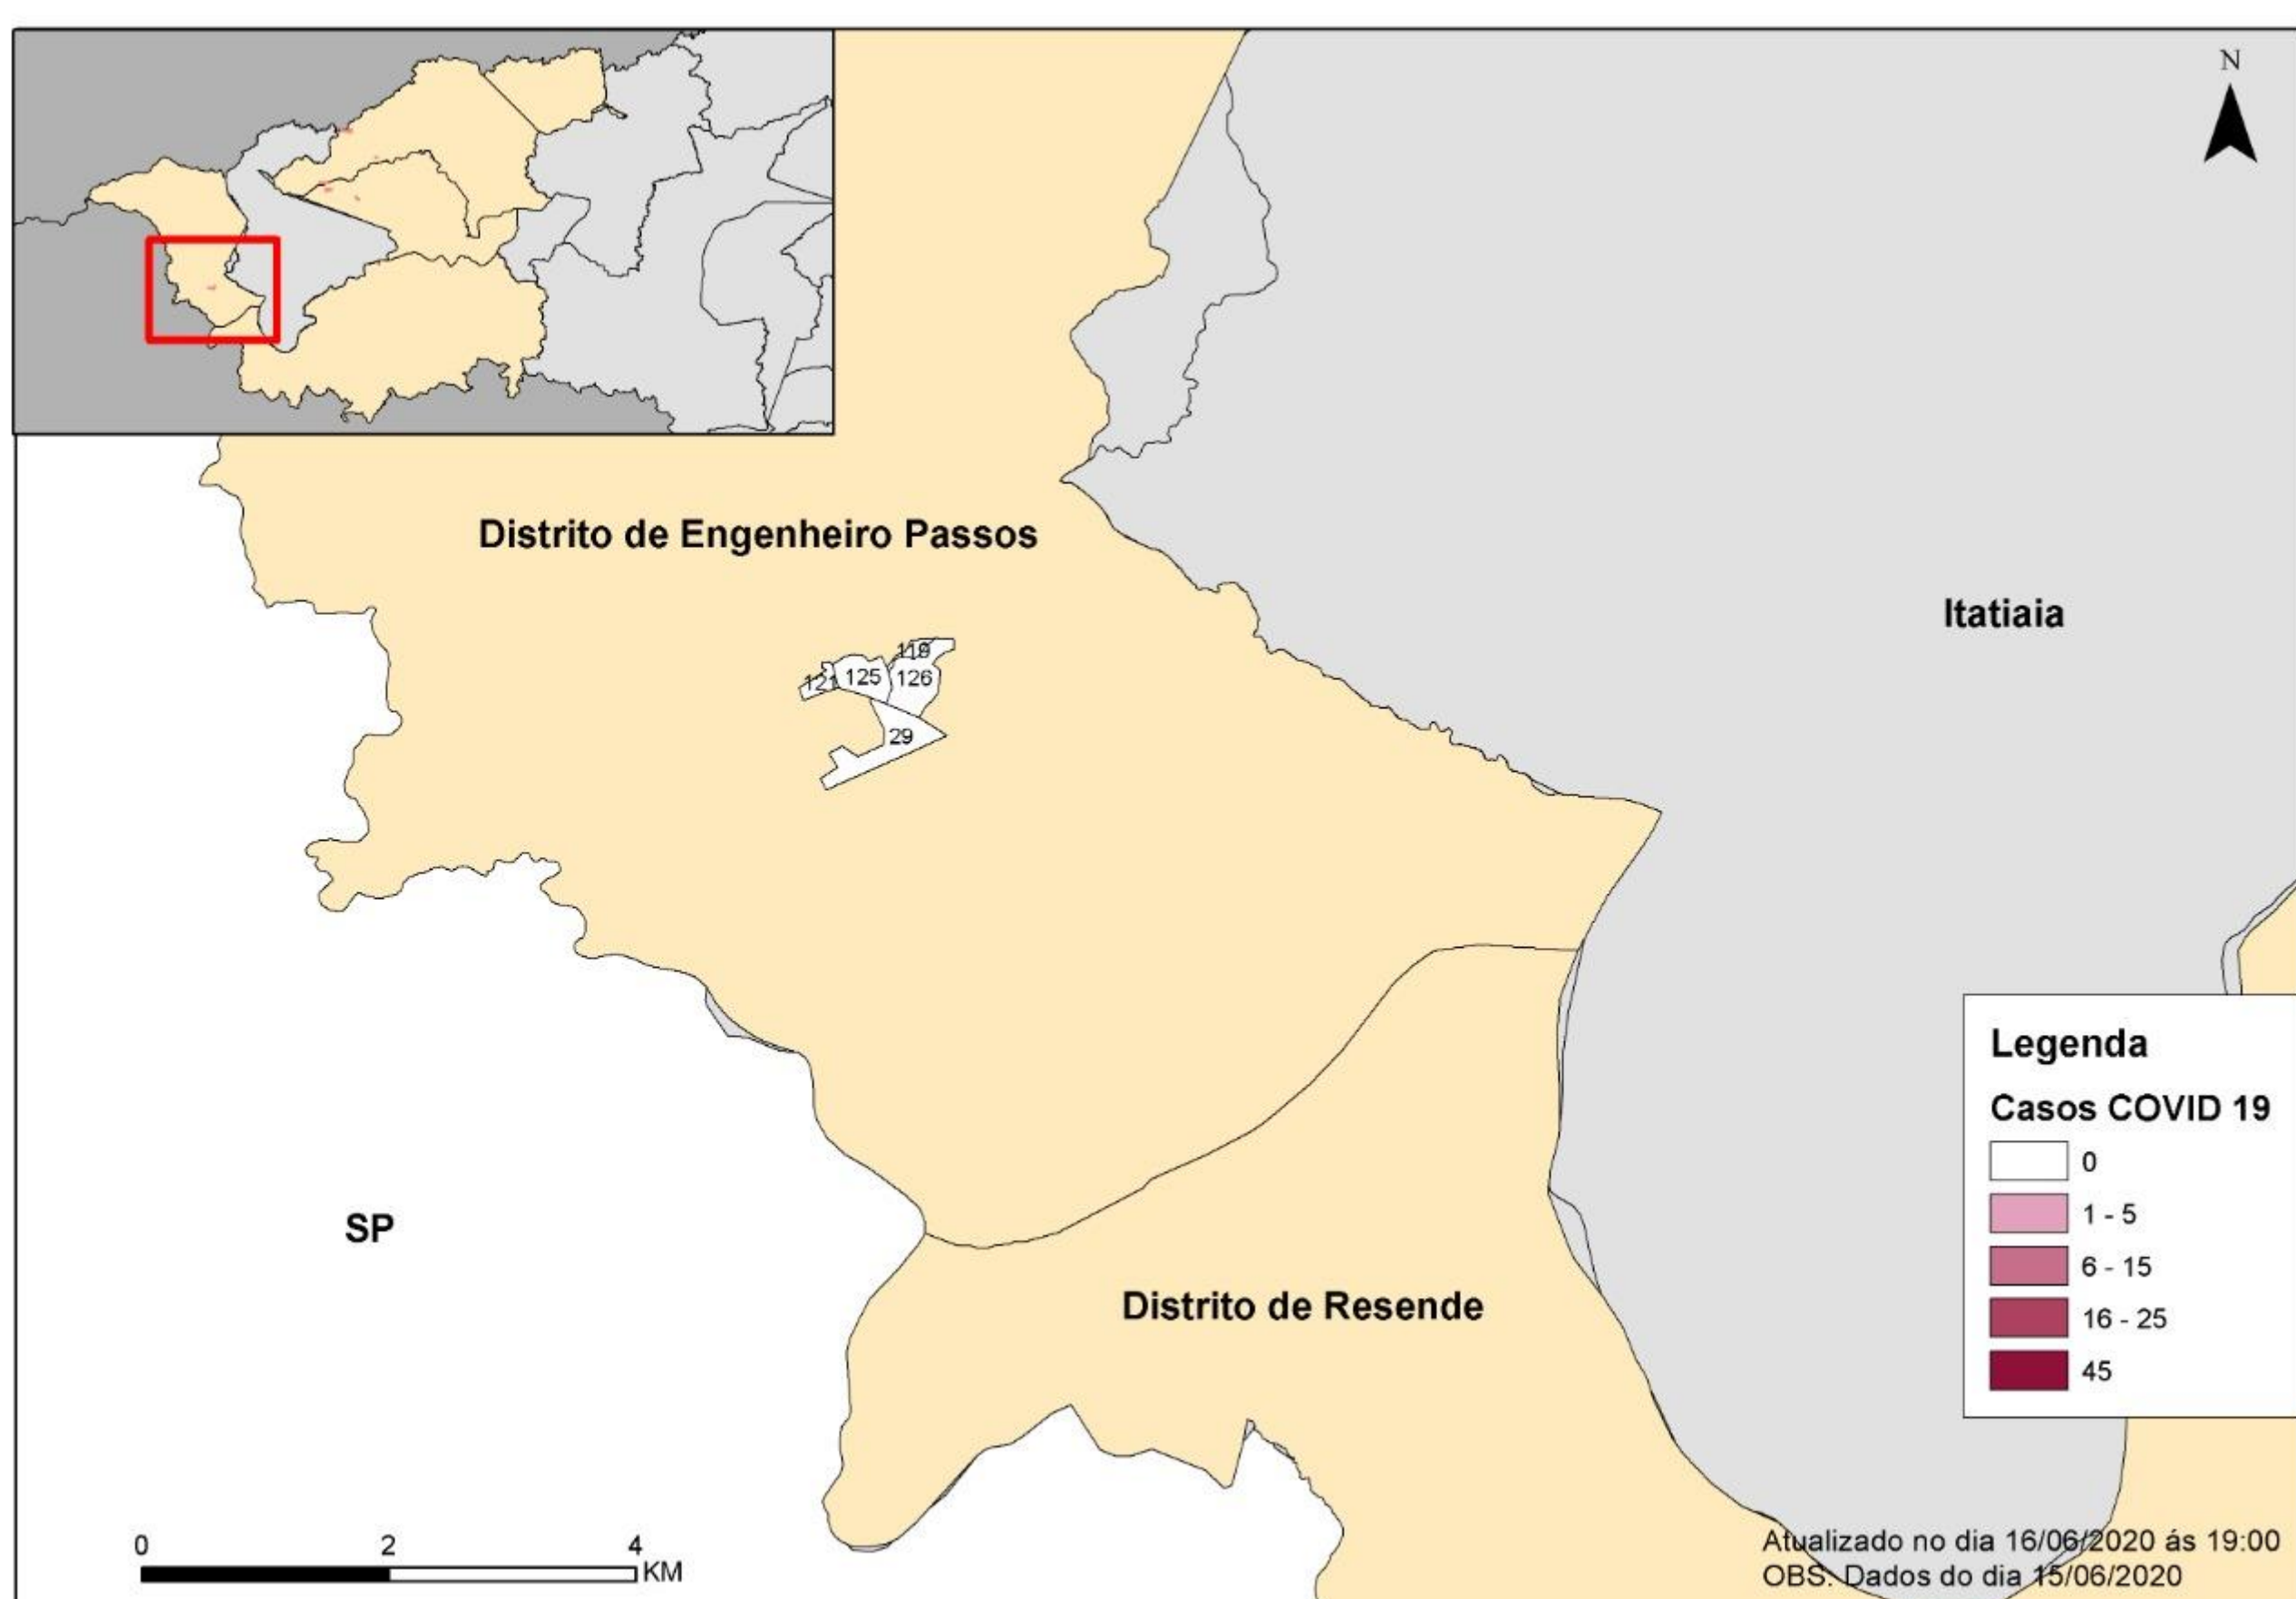 N
Distrito de Engenheiro Passos
Itatiaia
119
121
125
126
29
Legenda
Casos COVID 19
0
1 - 5
6 - 15
16 - 25
45
SP
Distrito de Resende
0 2 4
KM
Atualizado no dia 16/06/2020 ás 19:00
OBS. Dados do dia 15/06/2020